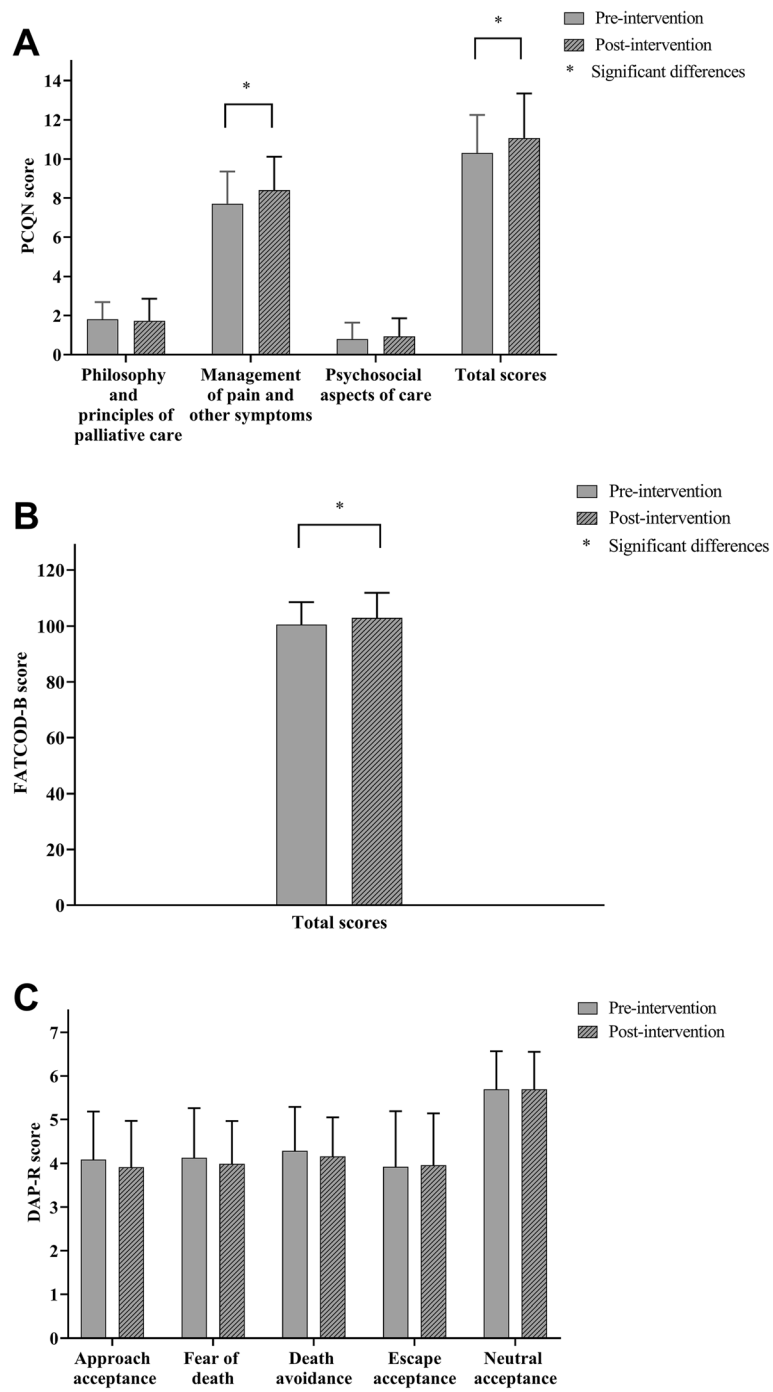 A
*
*
Pre-intervention
Post-intervention
* Significant differences
PCQN score
14
12
10
8
6
4
2
0
Philosophy
and
principles of
palliative care
Management
of pain and
other symptoms
Psychosocial
aspects of care
Total scores
B
*
Pre-intervention
Post-intervention
* Significant differences
FATCOD-B score
120
100
80
60
40
20
0
Total scores
C
Pre-intervention
Post-intervention
DAP-R score
7
6
5
4
3
2
1
0
Approach
acceptance
Fear of
death
Death
avoidance
Escape
acceptance
Neutral
acceptance